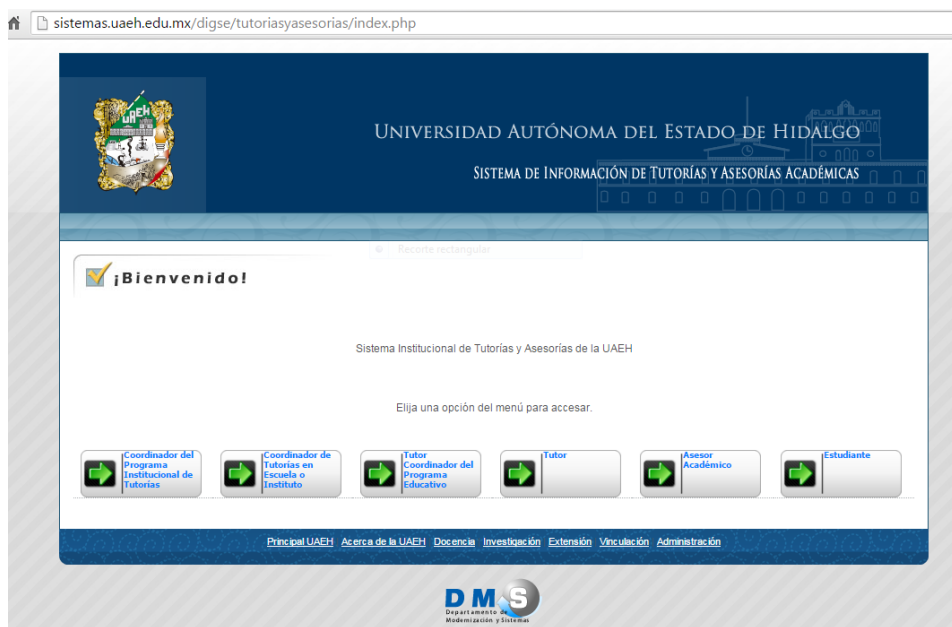 sistemas.uaeh.edu.mx/digse/tutoriasyasesorias/index.php
UAEH
Universidad Autónoma del Estado de Hidalgo
Sistema de Información de Tutorías y Asesorías Académicas
Recorte rectangular
¡Bienvenido!
Sistema Institucional de Tutorías y Asesorías de la UAEH
Elija una opción del menú para accesar.
Coordinador del
Programa
Institucional de
Tutorías
Coordinador de
Tutorías en
Escuela o
Instituto
Tutor
Coordinador del
Programa
Educativo
Tutor
Asesor
Académico
Estudiante
Principal UAEH Acerca de la UAEH Docencia Investigación Extensión Vinculación Administración
DMS
Departamento de
Modernización y Sistemas